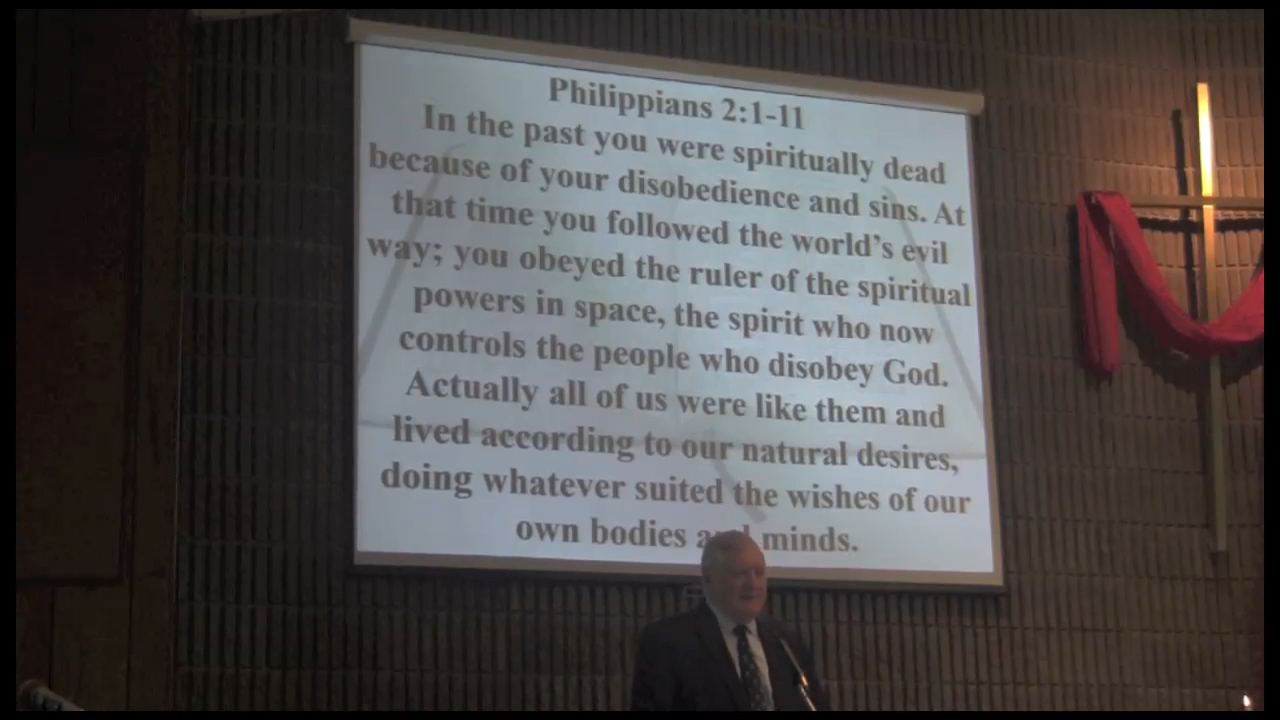 Philippians 2:1-11
In the past you were spiritually dead
because of your disobedience and sins. At
that time you followed the world's evil
way; you obeyed the ruler of the spiritual
powers in space, the spirit who now
controls the people who disobey God.
Actually all of us were like them and
lived according to our natural desires,
doing whatever suited the wishes of our
own bodies and minds.